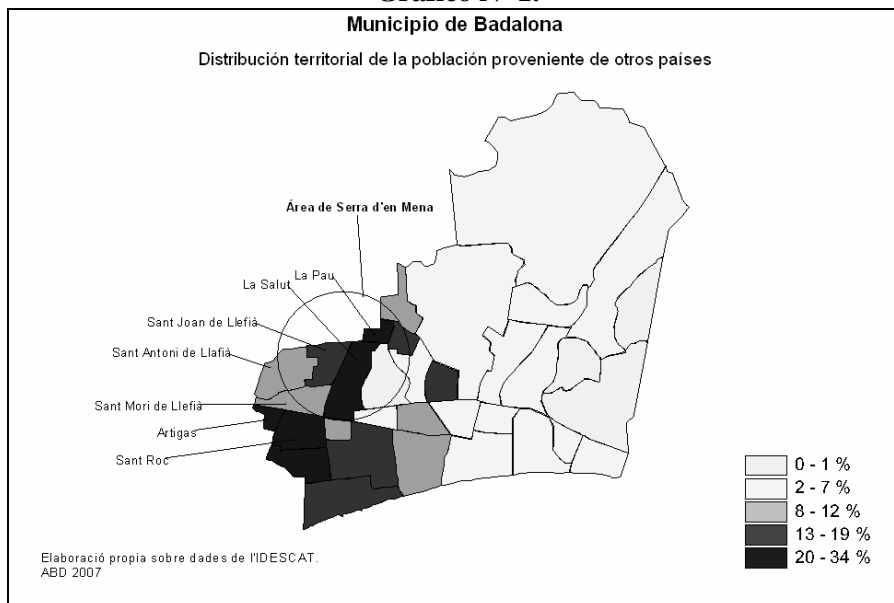 Municipio de Badalona
Distribución territorial de la población proveniente de otros países
Área de Serra d'en Mena
La Pau
La Salut
Sant Joan de Llefià
Sant Antoni de Llafià
Sant Mori de Llefià
Artigas
Sant Roc
0 - 1 %
2 - 7 %
8 - 12 %
13 - 19 %
20 - 34 %
Elaboració propia sobre dades de l'IDESCAT.
ABD 2007